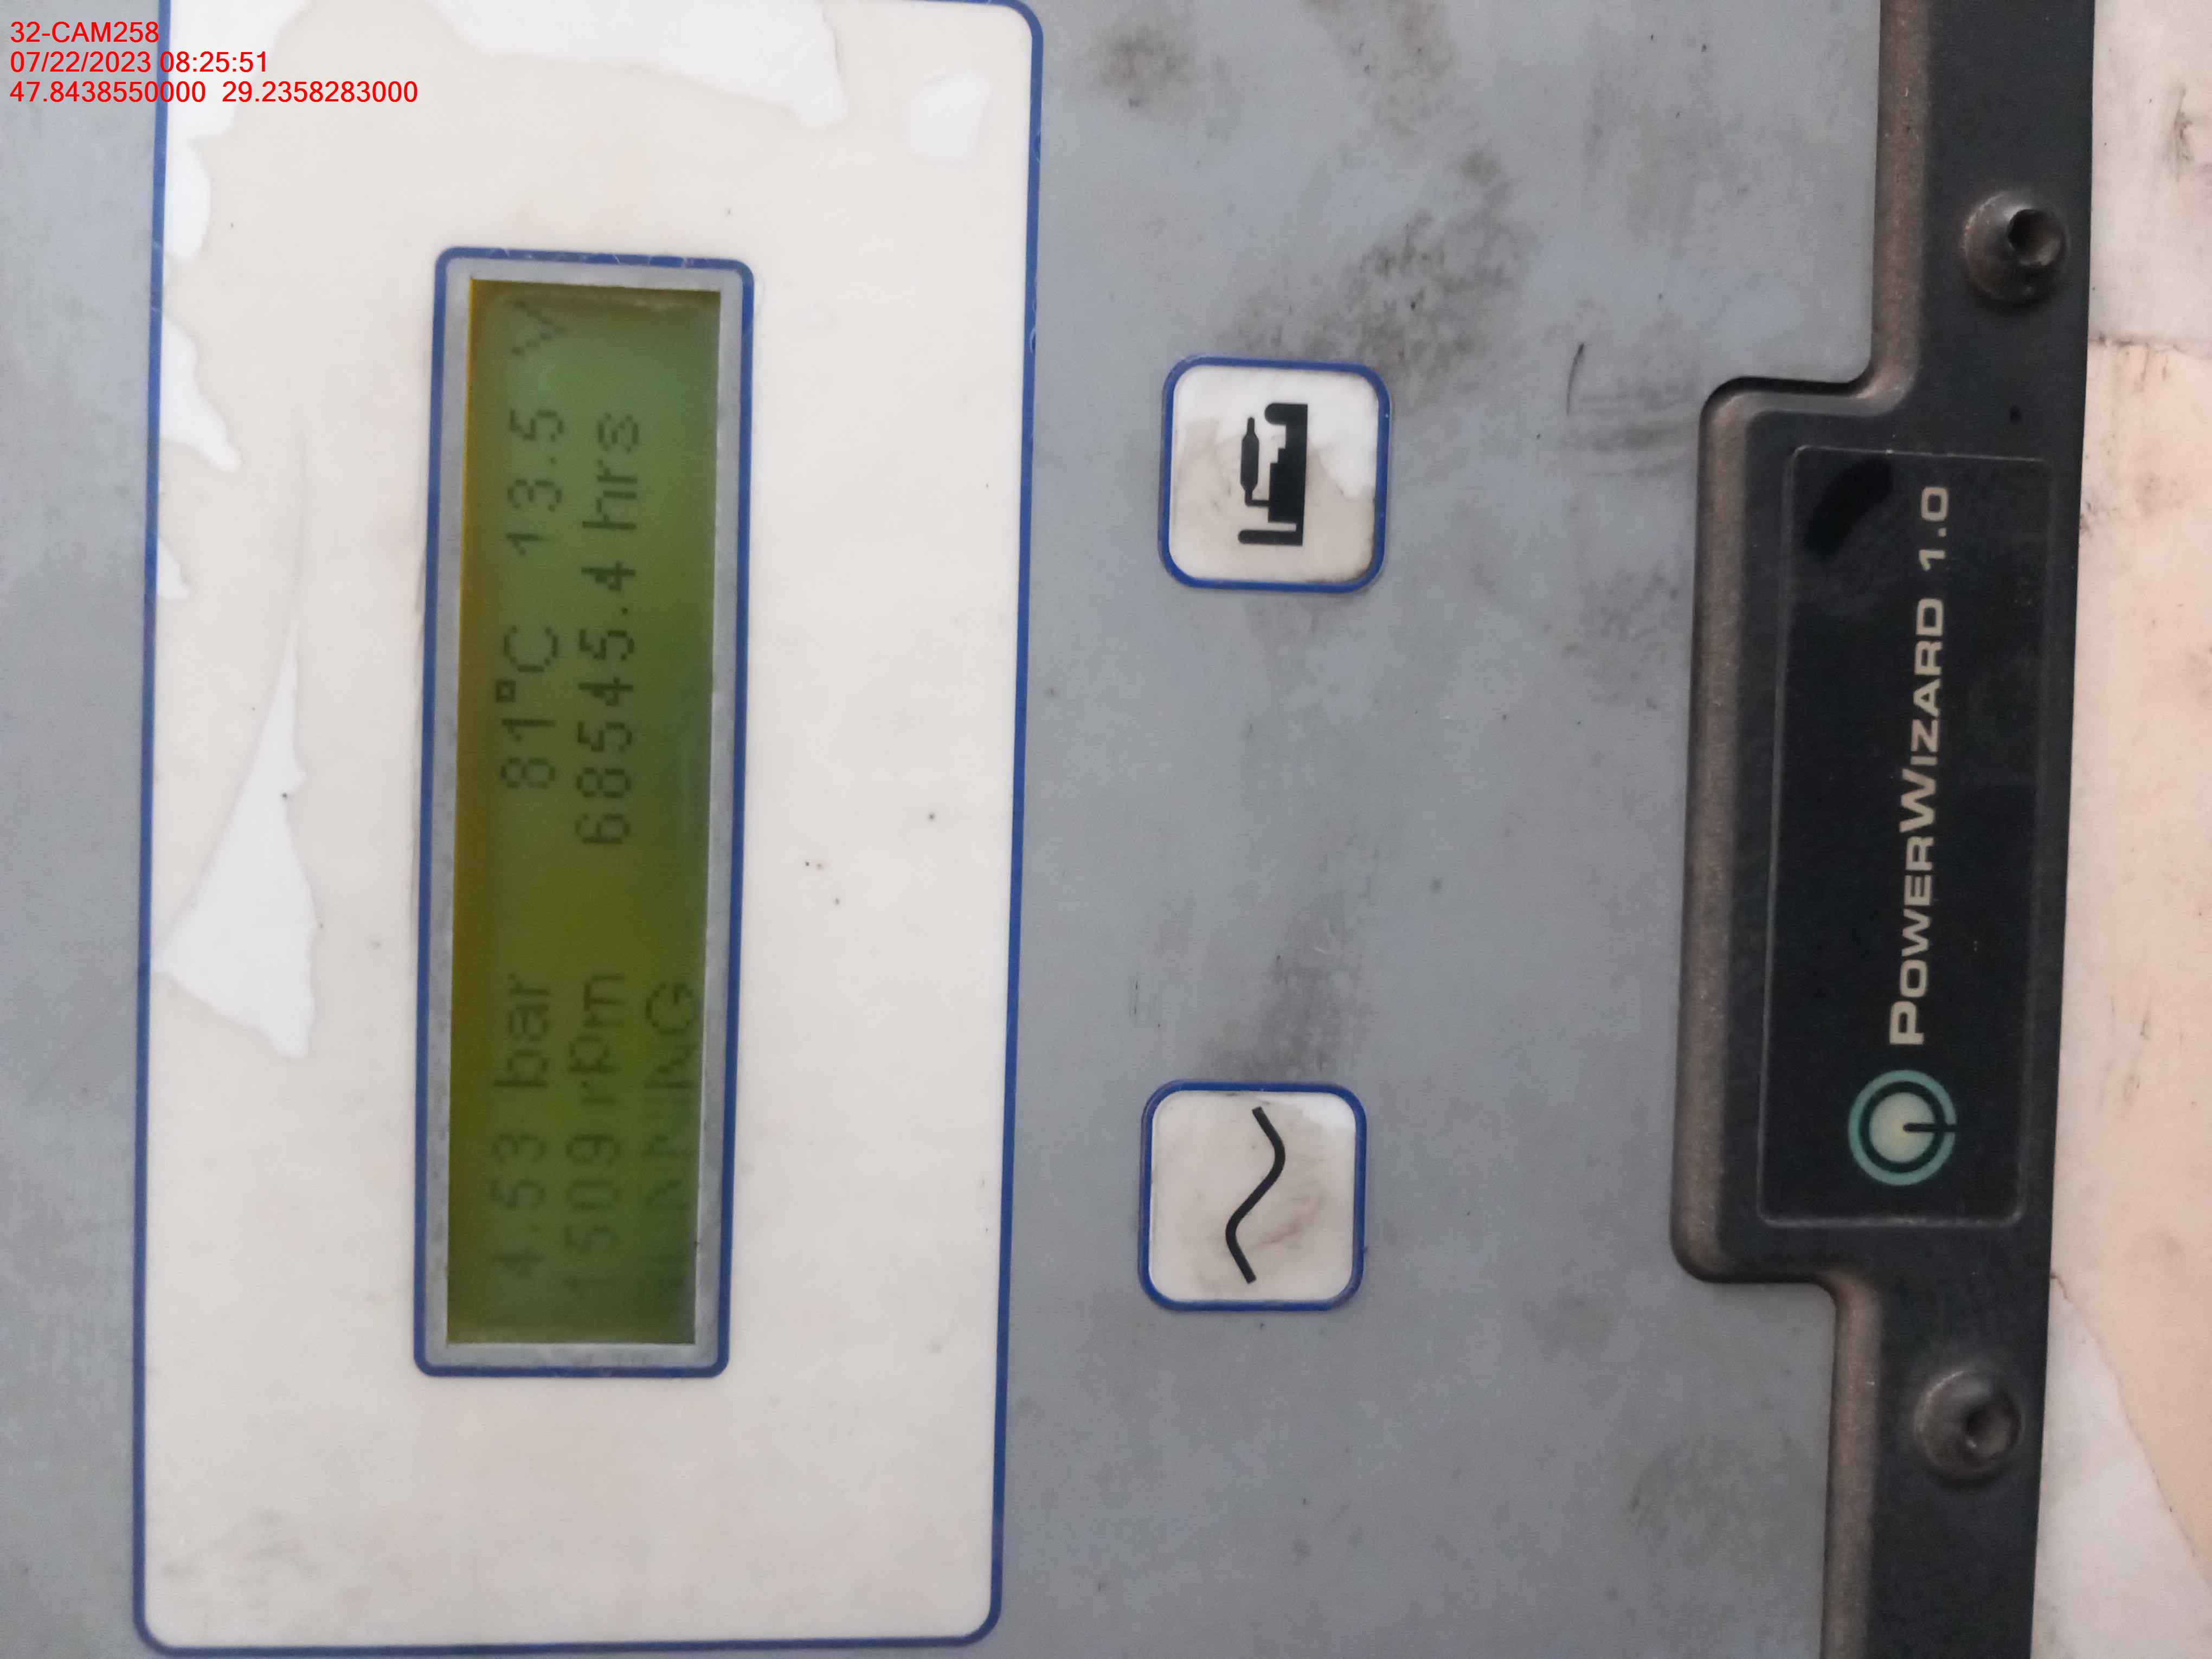 32-CAM258
07/22/2023 08:25:51
47.8438550000 29.2358283000
4.53 bar 81°C 13.5 V
1509 rpm 68545.4 hrs
POWERWIZARD 1.0